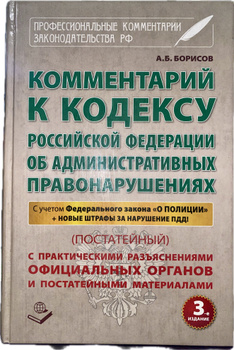 ПРОФЕССИОНАЛЬНЫЕ КОММЕНТАРИИ
ЗАКОНОДАТЕЛЬСТВА РФ
А.Б. БОРИСОВ
КОММЕНТАРИЙ
К КОДЕКСУ
РОССИЙСКОЙ ФЕДЕРАЦИИ
ОБ АДМИНИСТРАТИВНЫХ
ПРАВОНАРУШЕНИЯХ
С учетом Федерального закона «О ПОЛИЦИИ»
+ НОВЫЕ ШТРАФЫ ЗА НАРУШЕНИЕ ПДД!
(ПОСТАТЕЙНЫЙ)
С ПРАКТИЧЕСКИМИ РАЗЪЯСНЕНИЯМИ
ОФИЦИАЛЬНЫХ ОРГАНОВ
И ПОСТАТЕЙНЫМИ МАТЕРИАЛАМИ
3.
ИЗДАНИЕ